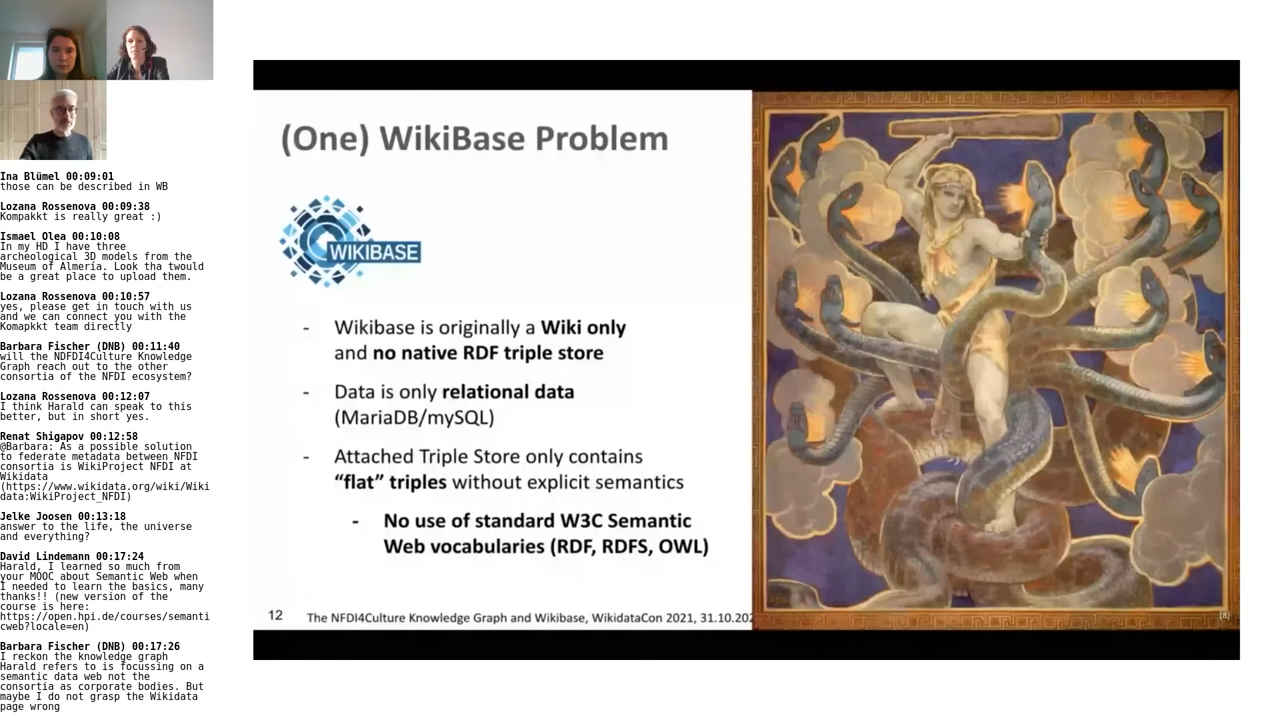 Ina Blümel 00:09:01
those can be described in WB
Lozana Rossenova 00:09:38
Kompakkt is really great :)
Ismael Olea 00:10:08
In my HD I have three
archeological 3D models from the
Museum of Almería. Look tha twould
be a great place to upload them.
Lozana Rossenova 00:10:57
yes, please get in touch with us
and we can connect you with the
Komapkkt team directly
Barbara Fischer (DNB) 00:11:40
will the NDFDI4Culture Knowledge
Graph reach out to the other
consortia of the NFDI ecosystem?
Lozana Rossenova 00:12:07
I think Harald can speak to this
better, but in short yes.
Renat Shigapov 00:12:58
@Barbara: As a possible solution
to federate metadata between NFDI
consortia is WikiProject NFDI at
Wikidata
(https://www.wikidata.org/wiki/Wiki
data:WikiProject_NFDI)
Jelke Joosen 00:13:18
answer to the life, the universe
and everything?
David Lindemann 00:17:24
Harald, I learned so much from
your MOOC about Semantic Web when
I needed to learn the basics, many
thanks!! (new version of the
course is here:
https://open.hpi.de/courses/semanti
cweb?locale=en)
Barbara Fischer (DNB) 00:17:26
I reckon the knowledge graph
Harald refers to is focussing on a
semantic data web not the
consortia as corporate bodies. But
maybe I do not grasp the Wikidata
page wrong
(One) WikiBase Problem
WIKIBASE
- Wikibase is originally a Wiki only
and no native RDF triple store
- Data is only relational data
(MariaDB/mySQL)
- Attached Triple Store only contains
“flat” triples without explicit semantics
- No use of standard W3C Semantic
Web vocabularies (RDF, RDFS, OWL)
12 The NFDI4Culture Knowledge Graph and Wikibase, WikidataCon 2021, 31.10.202
[8]